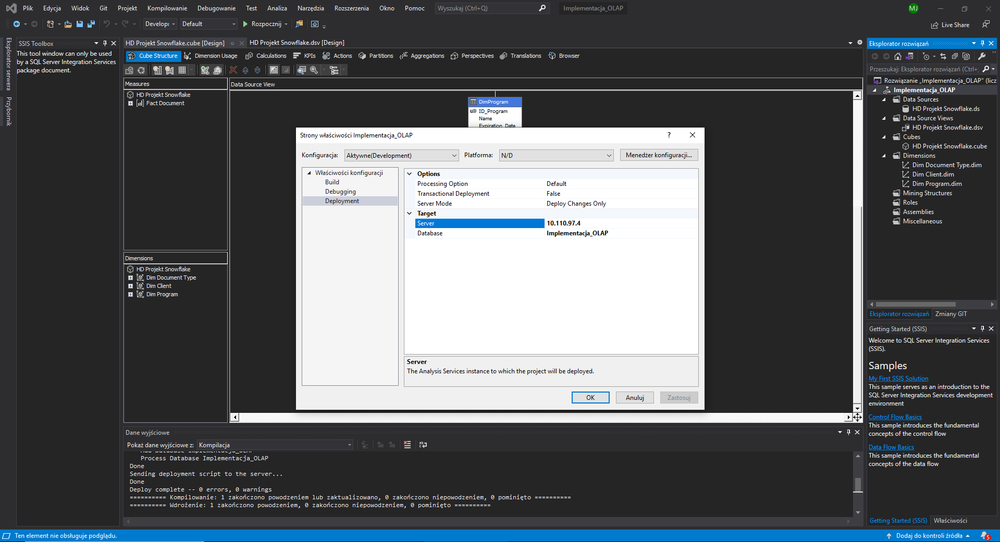 Plik Edycja Widok Git Projekt Kompilowanie Debugowanie Test Analiza Narzędzia Rozszerzenia Okno Pomoc Wyszukaj (Ctrl+Q) Implementacja_OLAP MJ
Developı Default Rozpocznij Live Share
Eksplorator serwera
Przybornik
SSIS Toolbox
This tool window can only be used
by a SQL Server Integration Services
package document.
HD Projekt Snowflake.cube [Design] HD Projekt Snowflake.dsv [Design]
Cube Structure Dimension Usage Calculations KPIs Actions Partitions Aggregations Perspectives Translations Browser
Measures
HD Projekt Snowflake
Fact Document
Dimensions
HD Projekt Snowflake
Dim Document Type
Dim Client
Dim Program
Data Source View
DimProgram
ID_Program
Name
Expiration_Date
Strony właściwości Implementacja_OLAP ?
Konfiguracja: Aktywne(Development) Platforma: N/D Menedżer konfiguracji...
Właściwości konfiguracji
Build
Debugging
Deployment
Options
Processing Option Default
Transactional Deployment False
Server Mode Deploy Changes Only
Target
Server 10.110.97.4
Database Implementacja_OLAP
Server
The Analysis Services instance to which the project will be deployed.
OK Anuluj Zastosuj
Dane wyjściowe
Pokaż dane wyjściowe z: Kompilacja
Add Database Implementacja_OLAP
Process Database Implementacja_OLAP
Done
Sending deployment script to the server...
Done
Deploy complete -- 0 errors, 0 warnings
========== Kompilowanie: 1 zakończono powodzeniem lub zaktualizowano, 0 zakończono niepowodzeniem, 0 pominięto ==========
========== Wdrożenie: 1 zakończono powodzeniem, 0 zakończono niepowodzeniem, 0 pominięto ==========
Eksplorator rozwiązań
Przeszukaj: Eksplorator rozwiązań (Ctrl+;
Rozwiązanie „Implementacja_OLAP” (licz
Implementacja_OLAP
Data Sources
HD Projekt Snowflake.ds
Data Source Views
HD Projekt Snowflake.dsv
Cubes
HD Projekt Snowflake.cube
Dimensions
Dim Document Type.dim
Dim Client.dim
Dim Program.dim
Mining Structures
Roles
Assemblies
Miscellaneous
Eksplorator rozwiązań Zmiany GIT
Getting Started (SSIS)
Welcome to SQL Server Integration Services
(SSIS).
Samples
My First SSIS Solution
This sample serves as an introduction to the
SQL Server Integration Services development
environment
Control Flow Basics
This sample introduces the fundamental
concepts of the control flow
Data Flow Basics
This sample introduces the fundamental
concepts of the data flow
Getting Started (SSIS) Właściwości
Ten element nie obsługuje podglądu. Dodaj do kontroli źródła 5